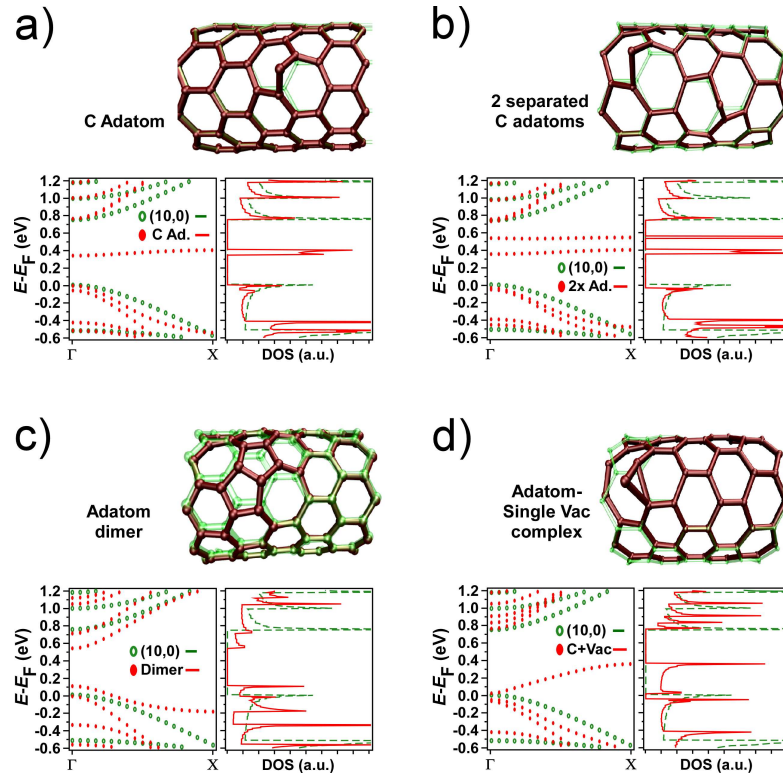 a)
C Adatom
E-E_F (eV)
1.2
1.0
0.8
0.6
0.4
0.2
0.0
-0.2
-0.4
-0.6
(10,0)
C Ad.
Γ
X
DOS (a.u.)
b)
2 separated
C adatoms
E-E_F (eV)
1.2
1.0
0.8
0.6
0.4
0.2
0.0
-0.2
-0.4
-0.6
(10,0)
2x Ad.
Γ
X
DOS (a.u.)
c)
Adatom
dimer
E-E_F (eV)
1.2
1.0
0.8
0.6
0.4
0.2
0.0
-0.2
-0.4
-0.6
(10,0)
Dimer
Γ
X
DOS (a.u.)
d)
Adatom-
Single Vac
complex
E-E_F (eV)
1.2
1.0
0.8
0.6
0.4
0.2
0.0
-0.2
-0.4
-0.6
(10,0)
C+Vac
Γ
X
DOS (a.u.)